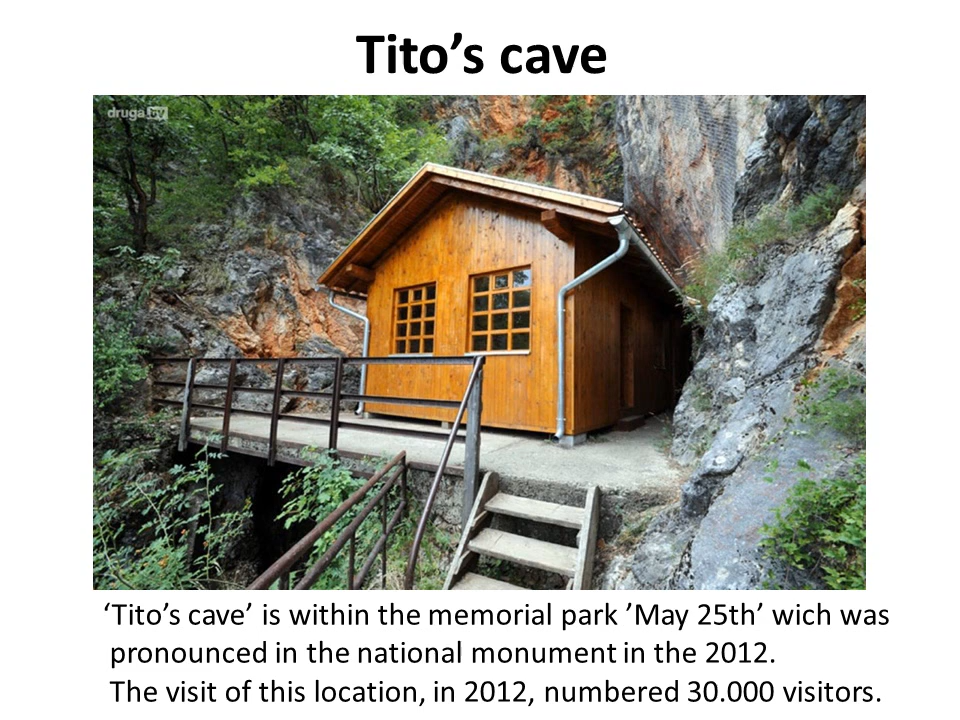 Tito’s cave
druga.tv
‘Tito’s cave’ is within the memorial park ’May 25th’ wich was
pronounced in the national monument in the 2012.
The visit of this location, in 2012, numbered 30.000 visitors.